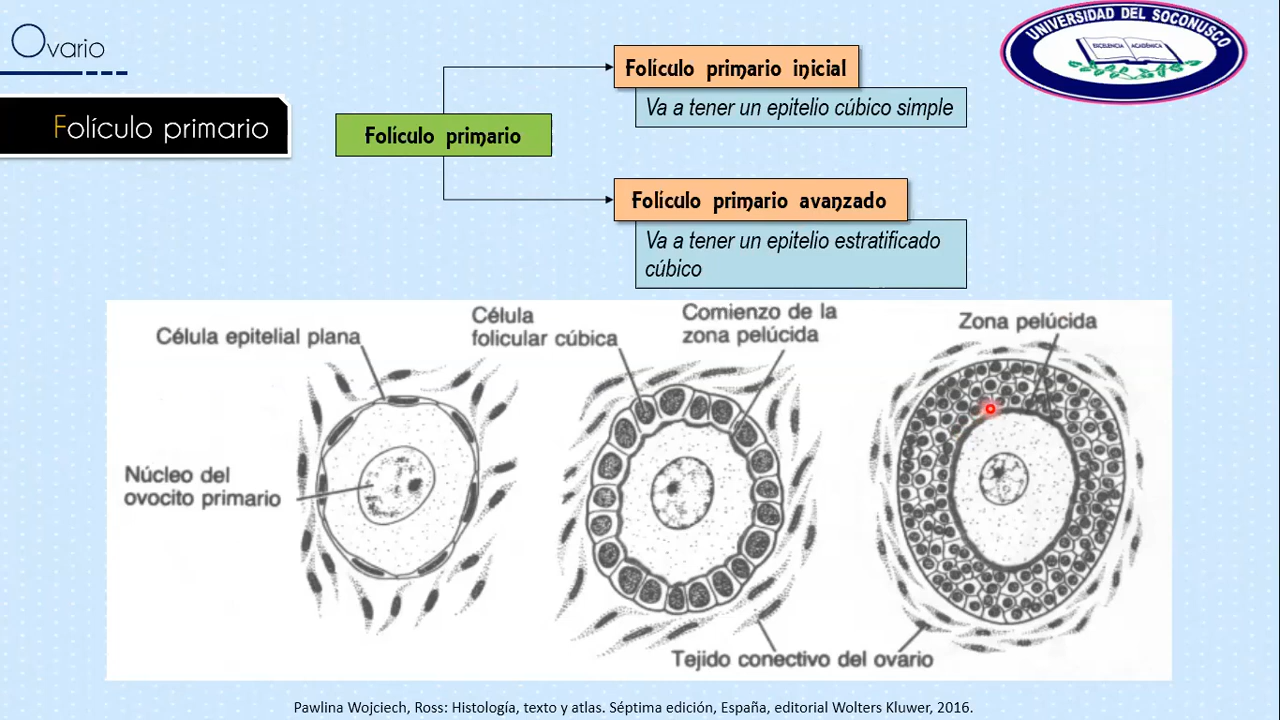 Ovario
Folículo primario
Folículo primario
Folículo primario inicial
Va a tener un epitelio cúbico simple
Folículo primario avanzado
Va a tener un epitelio estratificado
cúbico
UNIVERSIDAD DEL SOCONUSCO
EXCELENCIA ACADÉMICA
Célula epitelial plana
Célula
folicular cúbica
Comienzo de la
zona pelúcida
Zona pelúcida
Núcleo del
ovocito primario
Tejido conectivo del ovario
Pawlina Wojciech, Ross: Histología, texto y atlas. Séptima edición, España, editorial Wolters Kluwer, 2016.